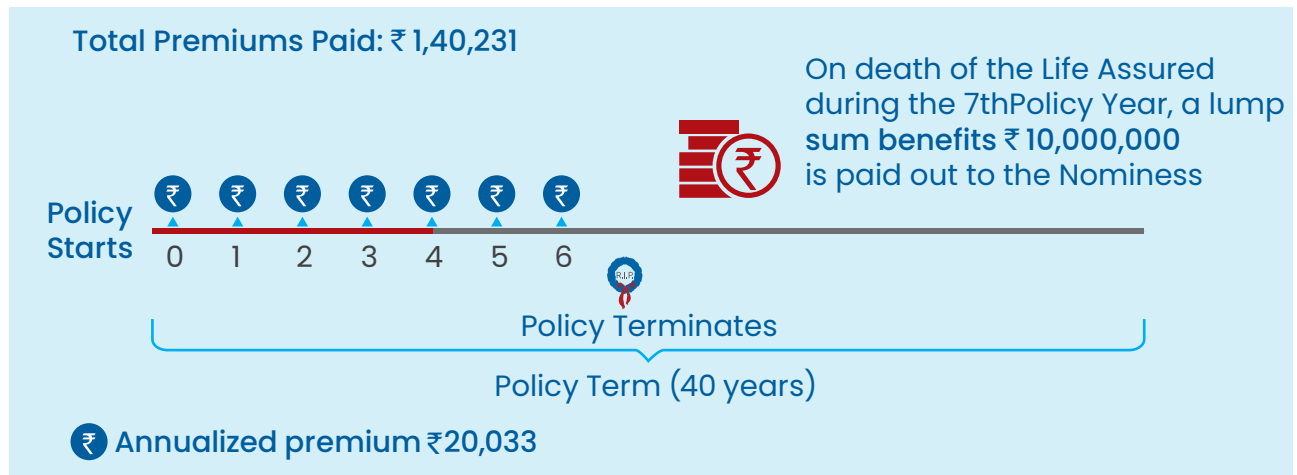 Total Premiums Paid: ₹ 1,40,231
On death of the Life Assured
during the 7thPolicy Year, a lump
sum benefits ₹ 10,000,000
is paid out to the Nominess
₹ ₹ ₹ ₹ ₹ ₹ ₹ ₹
Policy
Starts
0 1 2 3 4 5 6
R.I.P.
Policy Terminates
Policy Term (40 years)
₹ Annualized premium ₹20,033